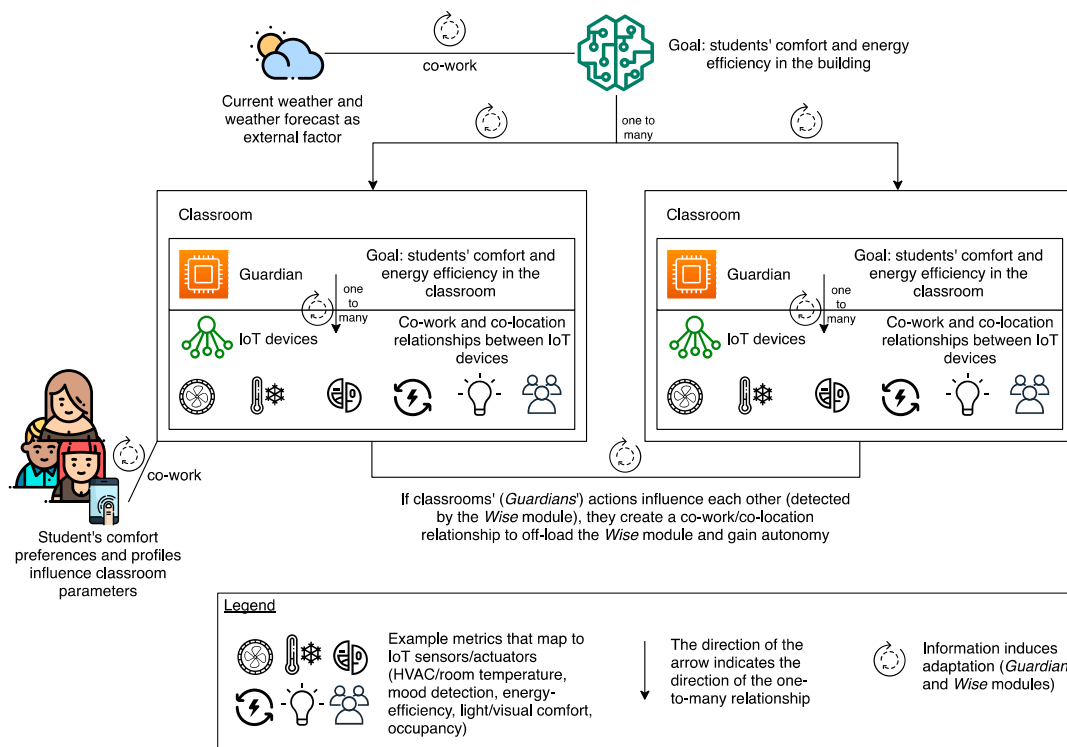 co-work
Goal: students' comfort and energy
efficiency in the building
Current weather and
weather forecast as
external factor
one to
many
Classroom
Guardian
Goal: students' comfort and
energy efficiency in the
classroom
one
to
many
IoT devices
Co-work and co-location
relationships between IoT
devices
Classroom
Guardian
Goal: students' comfort and
energy efficiency in the
classroom
one
to
many
IoT devices
Co-work and co-location
relationships between IoT
devices
co-work
Student's comfort
preferences and profiles
influence classroom
parameters
If classrooms' (Guardians') actions influence each other (detected
by the Wise module), they create a co-work/co-location
relationship to off-load the Wise module and gain autonomy
Legend
Example metrics that map to
IoT sensors/actuators
(HVAC/room temperature,
mood detection, energy-
efficiency, light/visual comfort,
occupancy)
The direction of the
arrow indicates the
direction of the one-
to-many relationship
Information induces
adaptation (Guardian
and Wise modules)